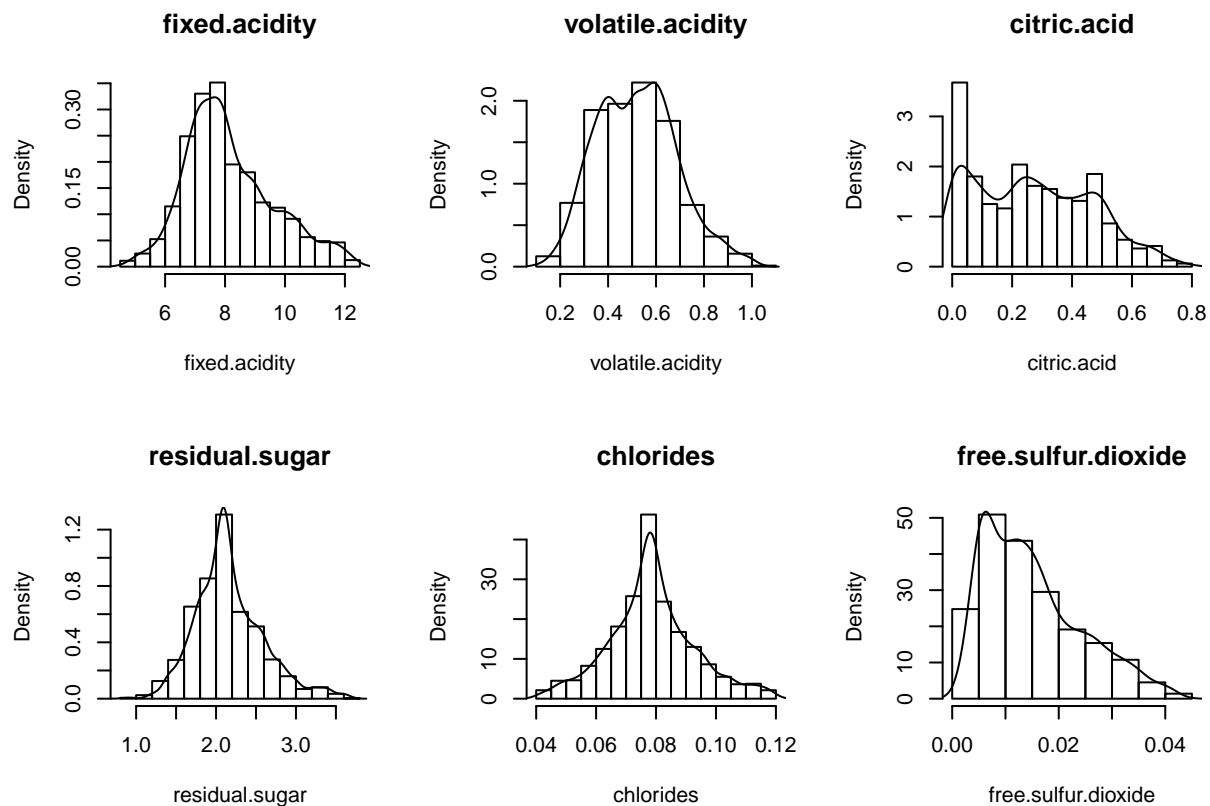 fixed.acidity
Density
0.00
0.15
0.30
6
8
10
12
fixed.acidity
volatile.acidity
Density
0.0
1.0
2.0
0.2
0.4
0.6
0.8
1.0
volatile.acidity
citric.acid
Density
0
1
2
3
0.0
0.2
0.4
0.6
0.8
citric.acid
residual.sugar
Density
0.0
0.4
0.8
1.2
1.0
2.0
3.0
residual.sugar
chlorides
Density
0
10
30
0.04
0.06
0.08
0.10
0.12
chlorides
free.sulfur.dioxide
Density
0
10
30
50
0.00
0.02
0.04
free.sulfur.dioxide